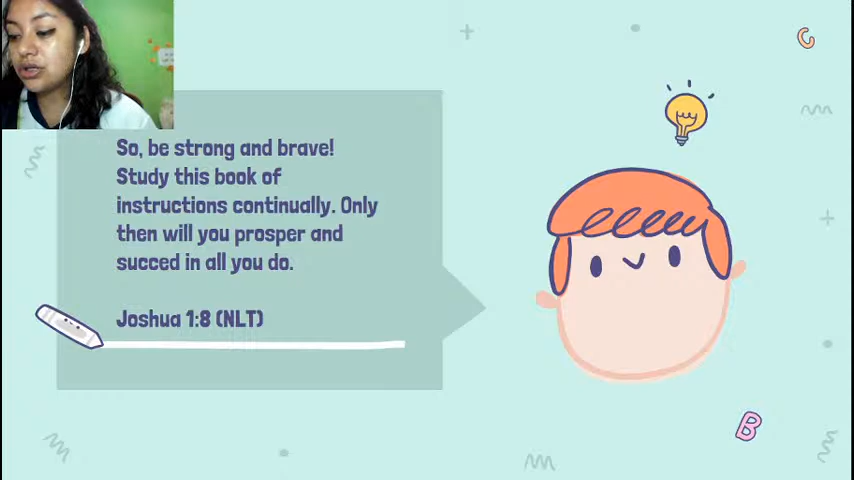 So, be strong and brave!
Study this book of
instructions continually. Only
then will you prosper and
succed in all you do.
Joshua 1:8 (NLT)
C
B